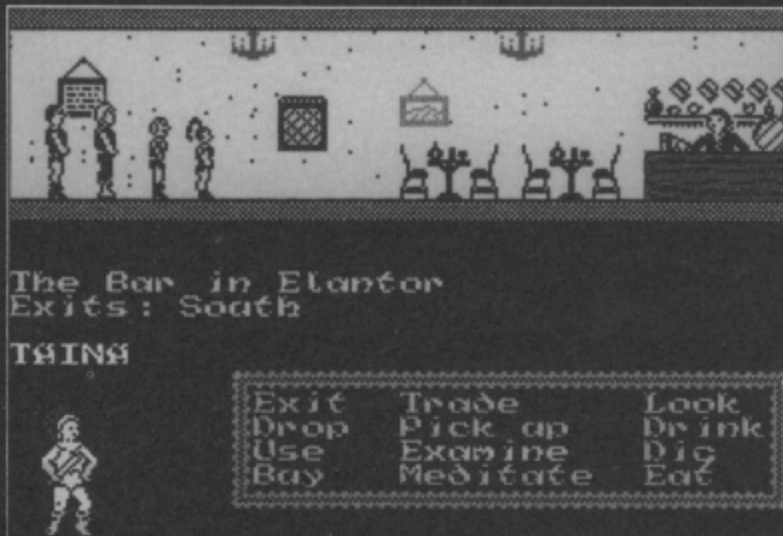 The Bar in Elantor
Exits: South
TAINA
Exit Trade Look
Drop Pick up Drink
Use Examine Dig
Buy Meditate Eat